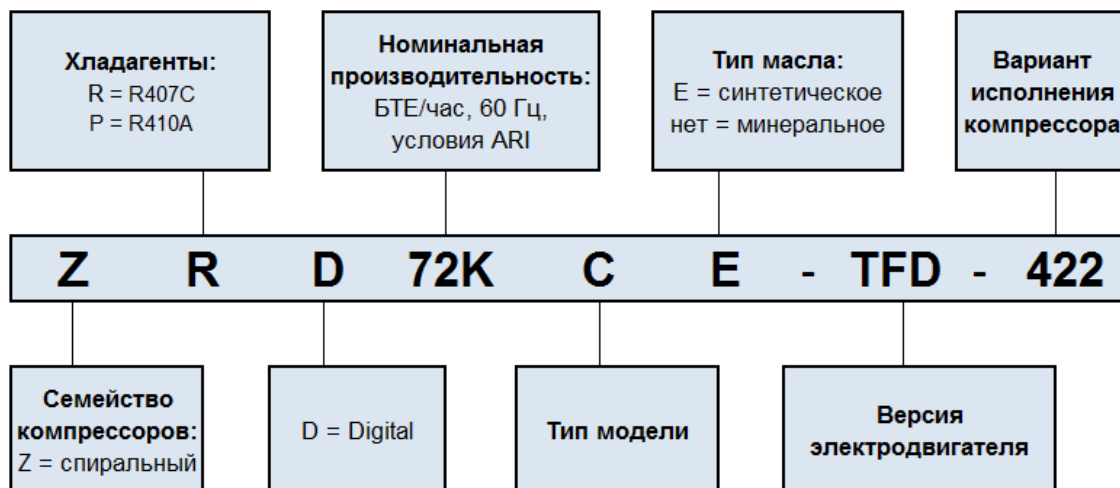 Хладагенты:
R = R407C
P = R410A
Номинальная
производительность:
БТЕ/час, 60 Гц,
условия ARI
Тип масла:
E = синтетическое
нет = минеральное
Вариант
исполнения
компрессора
Z R D 72K C E - TFD - 422
Семейство
компрессоров:
Z = спиральный
D = Digital
Тип модели
Версия
электродвигателя